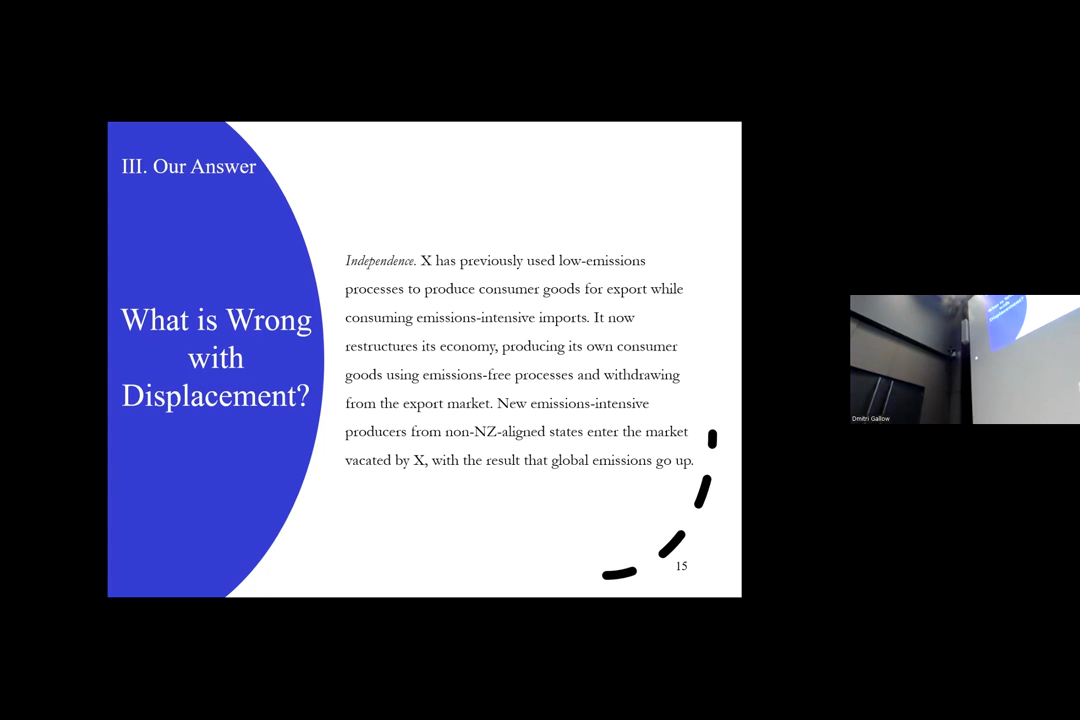 III. Our Answer
What is Wrong
with
Displacement?
Independence. X has previously used low-emissions
processes to produce consumer goods for export while
consuming emissions-intensive imports. It now
restructures its economy, producing its own consumer
goods using emissions-free processes and withdrawing
from the export market. New emissions-intensive
producers from non-NZ-aligned states enter the market
vacated by X, with the result that global emissions go up.
15
Dmitri Gallow